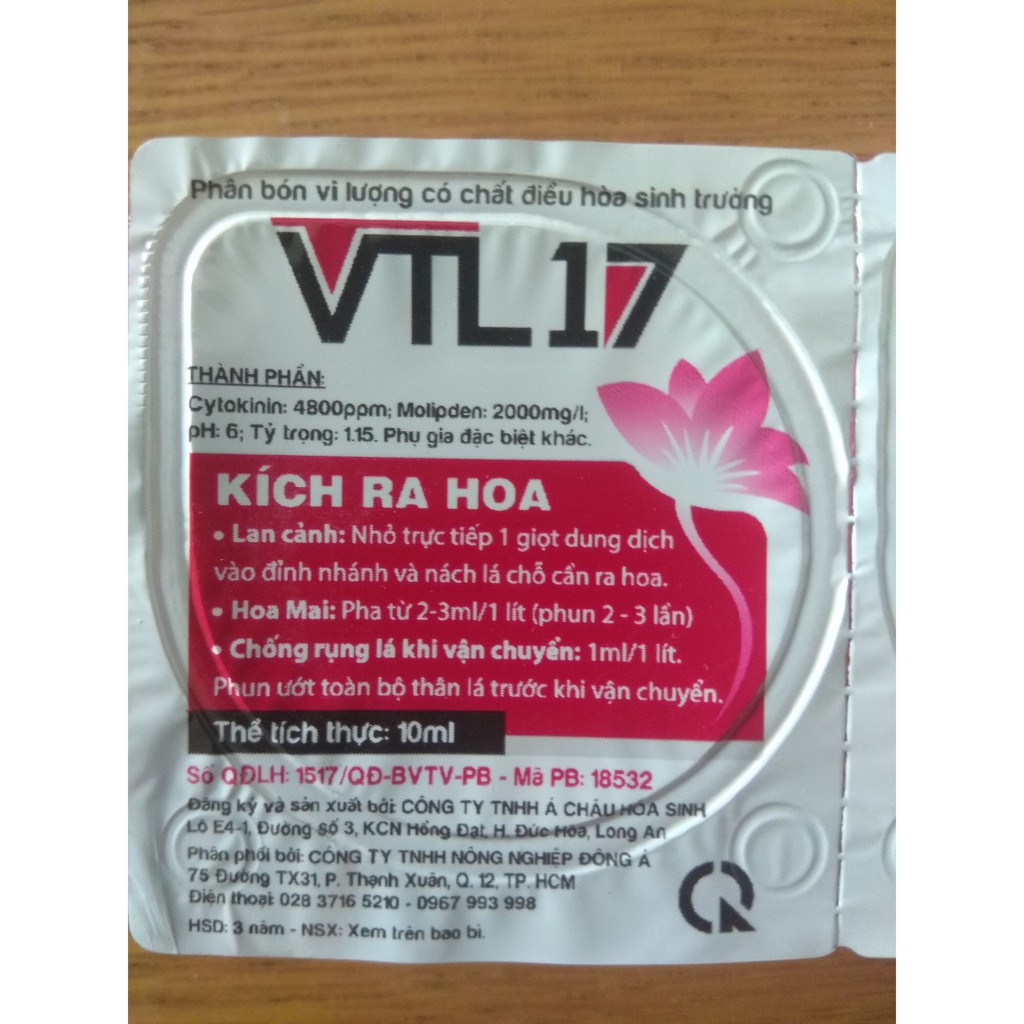 Phân bón vi lượng có chất điều hòa sinh trưởng
VTL 17
THÀNH PHẦN:
Cytokinin: 4800ppm; Molipden: 2000mg/l;
pH: 6; Tỷ trọng: 1.15. Phụ gia đặc biệt khác.
KÍCH RA HOA
• Lan cảnh: Nhỏ trực tiếp 1 giọt dung dịch
vào đỉnh nhánh và nách lá chỗ cần ra hoa.
• Hoa Mai: Pha từ 2-3ml/1 lít (phun 2 - 3 lần)
• Chống rụng lá khi vận chuyển: 1ml/1 lít.
Phun ướt toàn bộ thân lá trước khi vận chuyển.
Thể tích thực: 10ml
Số QĐLH: 1517/QĐ-BVTV-PB - Mã PB: 18532
Đăng ký và sản xuất bởi: CÔNG TY TNHH Á CHÂU HÓA SINH
Lô E4-1, Đường số 3, KCN Hồng Đạt, H. Đức Hòa, Long An
Phân phối bởi: CÔNG TY TNHH NÔNG NGHIỆP ĐÔNG Á
75 Đường TX31, P. Thạnh Xuân, Q. 12, TP. HCM
Điện thoại: 028 3716 5210 - 0967 993 998
HSD: 3 năm - NSX: Xem trên bao bì.